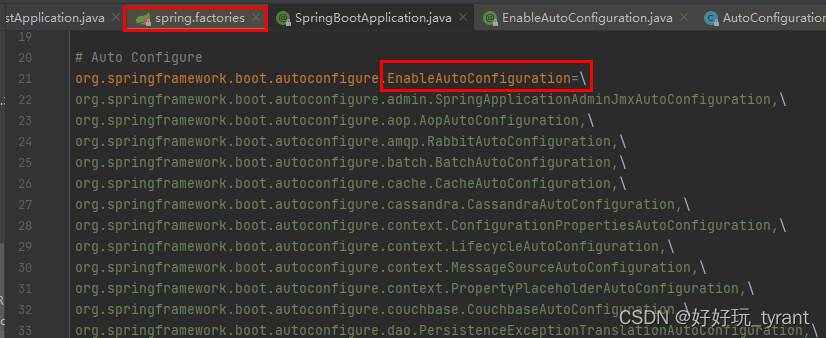 stApplication.java spring.factories SpringBootApplication.java EnableAutoConfiguration.java AutoConfiguration
19
20 # Auto Configure
21 org.springframework.boot.autoconfigure.EnableAutoConfiguration=\
22 org.springframework.boot.autoconfigure.admin.SpringApplicationAdminJmxAutoConfiguration,\
23 org.springframework.boot.autoconfigure.aop.AopAutoConfiguration,\
24 org.springframework.boot.autoconfigure.amqp.RabbitAutoConfiguration,\
25 org.springframework.boot.autoconfigure.batch.BatchAutoConfiguration,\
26 org.springframework.boot.autoconfigure.cache.CacheAutoConfiguration,\
27 org.springframework.boot.autoconfigure.cassandra.CassandraAutoConfiguration,\
28 org.springframework.boot.autoconfigure.context.ConfigurationPropertiesAutoConfiguration,\
29 org.springframework.boot.autoconfigure.context.LifecycleAutoConfiguration,\
30 org.springframework.boot.autoconfigure.context.MessageSourceAutoConfiguration,\
31 org.springframework.boot.autoconfigure.context.PropertyPlaceholderAutoConfiguration,\
32 org.springframework.boot.autoconfigure.couchbase.CouchbaseAutoConfiguration,\
33 org.springframework.boot.autoconfigure.dao.PersistenceExceptionTranslationAutoConfiguration,\
CSDN @好好玩_tyrant